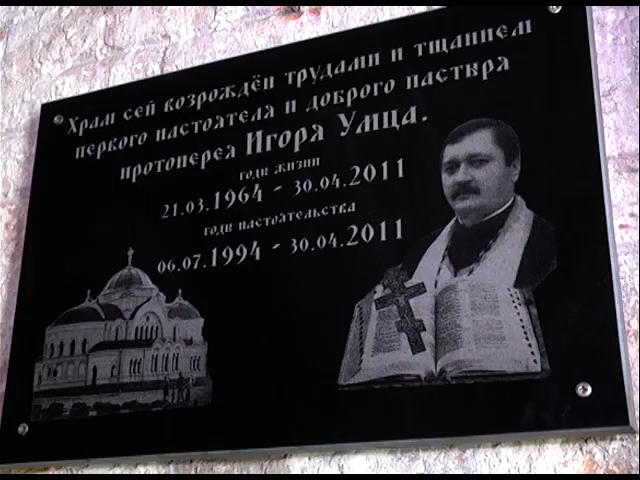 Храм сей возрождён трудами и тщанием
первого настоятеля и доброго пастыря
протоиерея Игоря Умца.
годы жизни
21.03.1964 - 30.04.2011
годы настоятельства
06.07.1994 - 30.04.2011